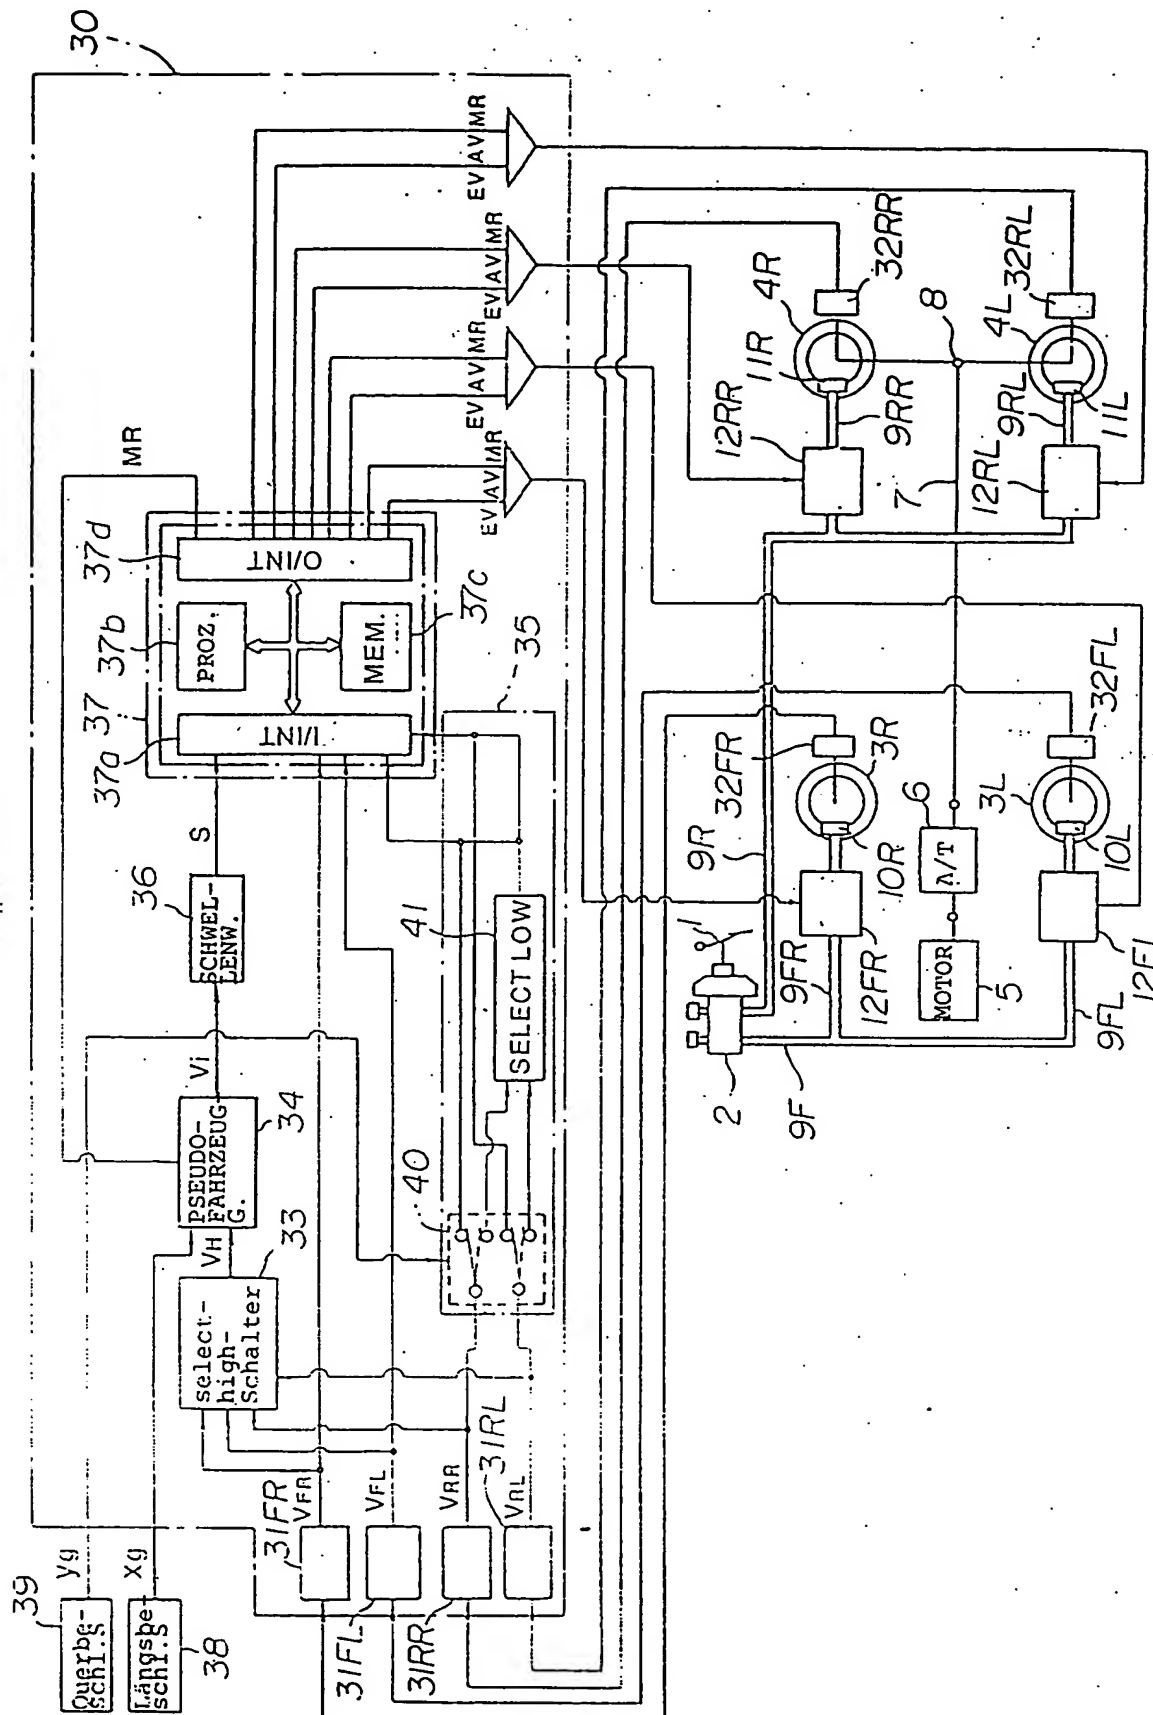 30
39
Querbe-
schl.S
yg
Längsbe-
schl.S
38
xg
select-
high-
schalter
33
VH
PSEUDO-
FAHRZEUG
G.
34
Vi
SCHWEL-
LENW.
36
S
37
37a
I/INT
37b
PROZ.
MEM.
37c
37d
O/INT
MR
31FR
VFR
31FL
VFL
31RR
VRR
31RL
VRL
35
40
41
SELECT LOW
EV
AV
MR
EV
AV
MR
EV
AV
MR
EV
AV
MR
1
2
9F
9R
9FR
12FR
10R
3R
32FR
9FL
12FL
10L
3L
32FL
MOTOR
5
A/T
6
7
8
12RR
9RR
11R
4R
32RR
12RL
9RL
11L
4L
32RL